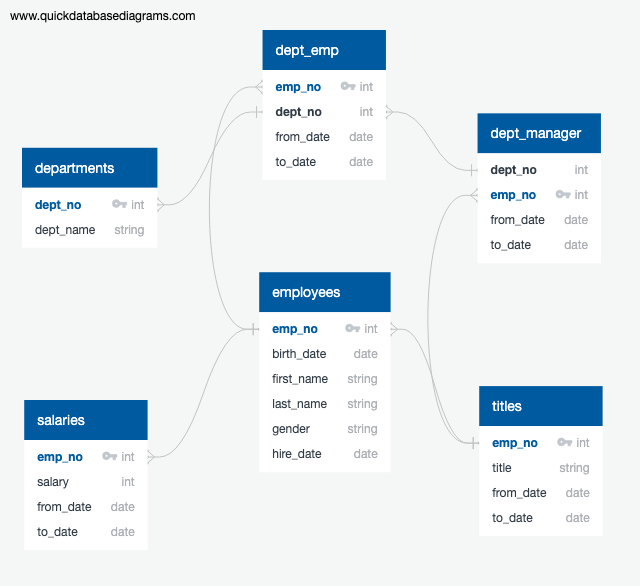 www.quickdatabasediagrams.com
dept_emp
emp_no int
dept_no int
from_date date
to_date date
dept_manager
dept_no int
emp_no int
from_date date
to_date date
departments
dept_no int
dept_name string
employees
emp_no int
birth_date date
first_name string
last_name string
gender string
hire_date date
salaries
emp_no int
salary int
from_date date
to_date date
titles
emp_no int
title string
from_date date
to_date date